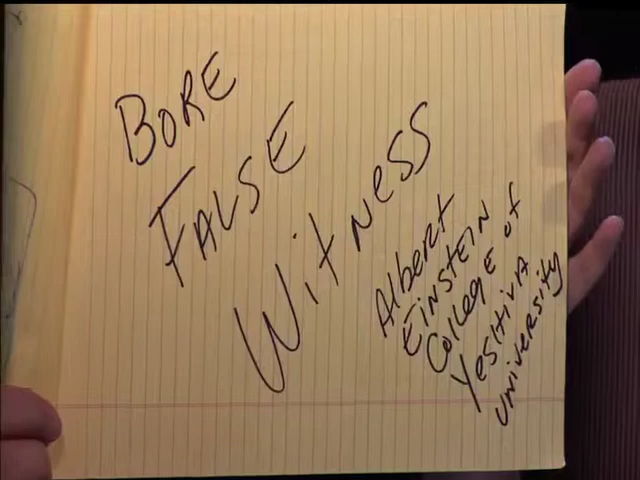 BORE
FALSE
WitNeSS
Albert
EiNSTEIN
College of
YesHivA
university